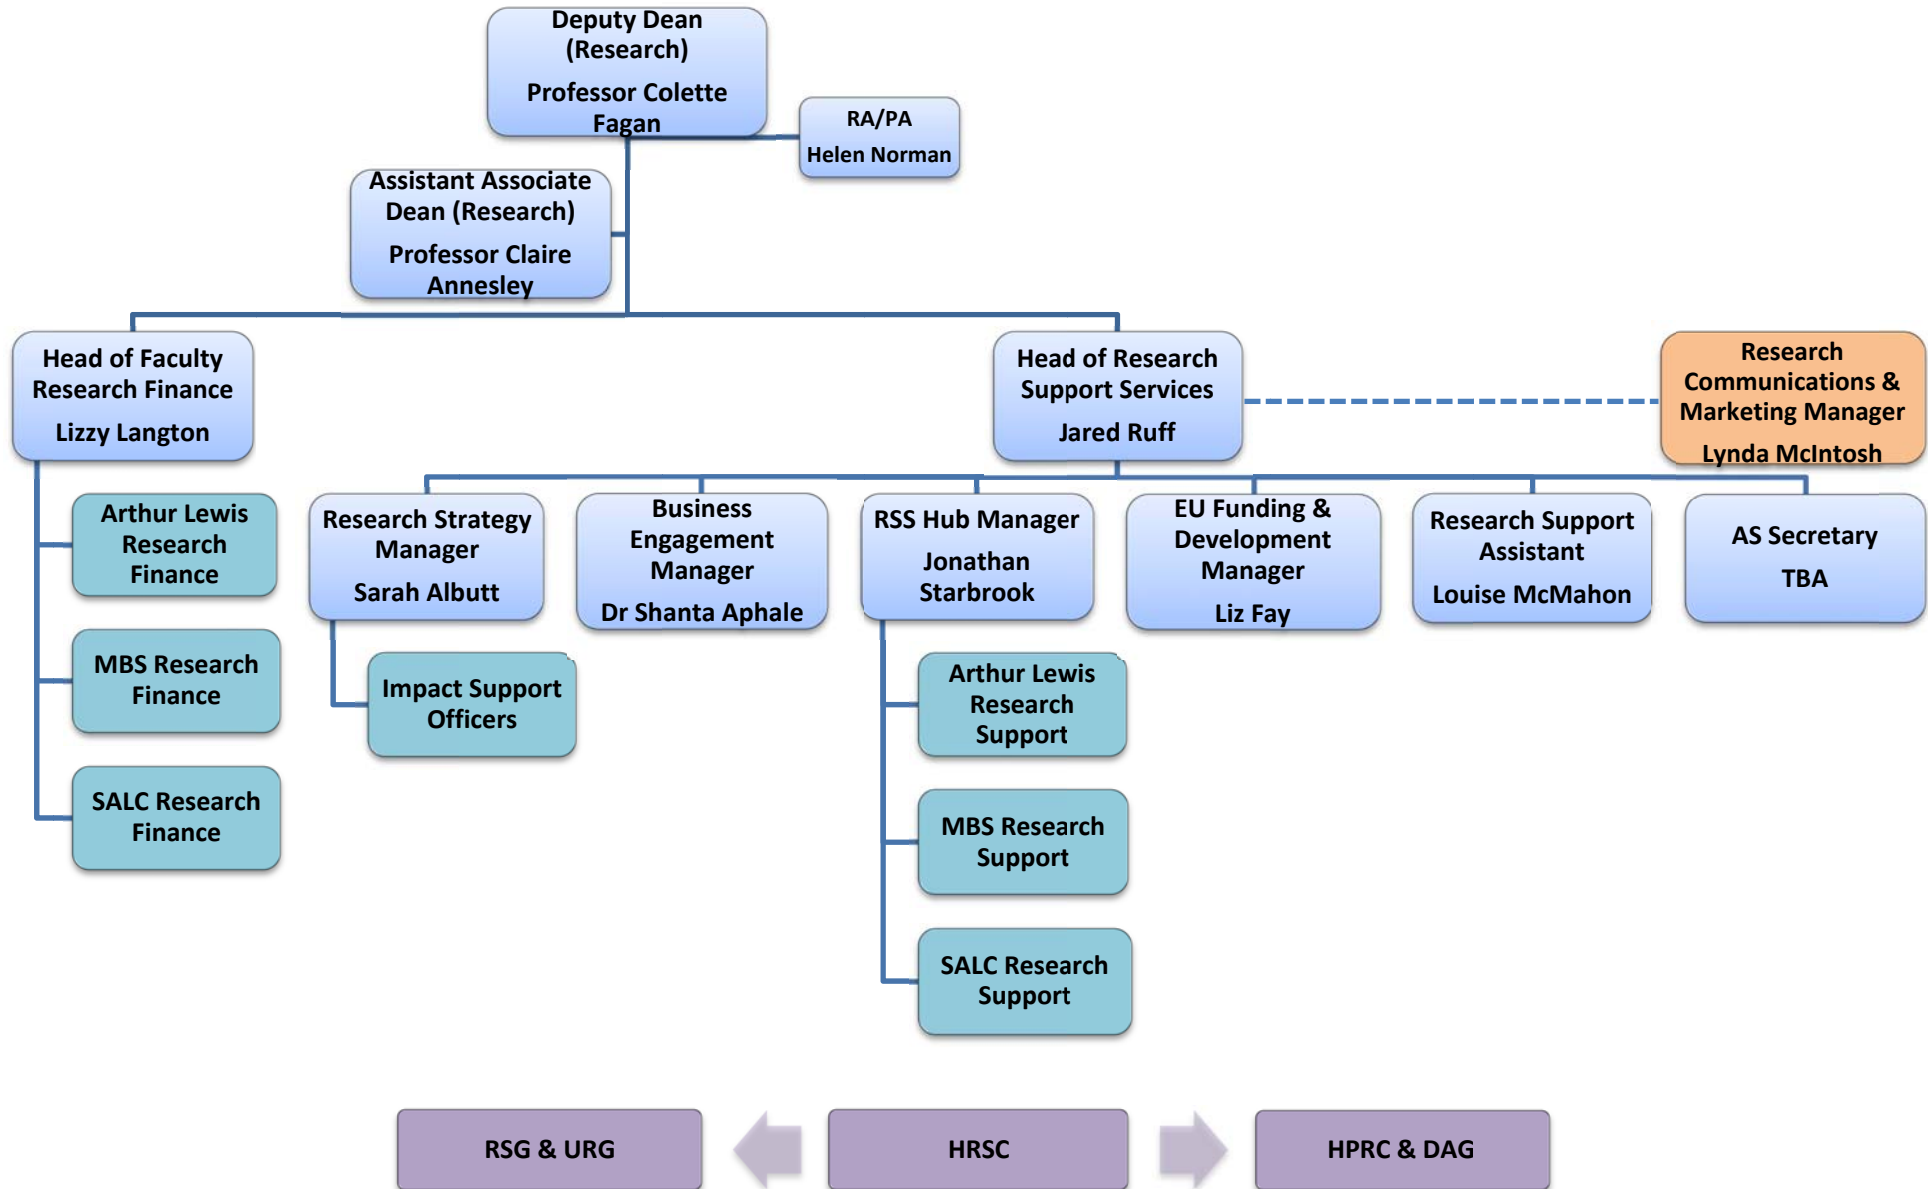 Deputy Dean
(Research)
Professor Colette
Fagan
RA/PA
Helen Norman
Assistant Associate
Dean (Research)
Professor Claire
Annesley
Head of Faculty
Research Finance
Lizzy Langton
Head of Research
Support Services
Jared Ruff
Research
Communications &
Marketing Manager
Lynda McIntosh
Arthur Lewis
Research
Finance
MBS Research
Finance
SALC Research
Finance
Research Strategy
Manager
Sarah Albutt
Impact Support
Officers
Business
Engagement
Manager
Dr Shanta Aphale
RSS Hub Manager
Jonathan
Starbrook
Arthur Lewis
Research
Support
MBS Research
Support
SALC Research
Support
EU Funding &
Development
Manager
Liz Fay
Research Support
Assistant
Louise McMahon
AS Secretary
TBA
RSG & URG
HRSC
HPRC & DAG